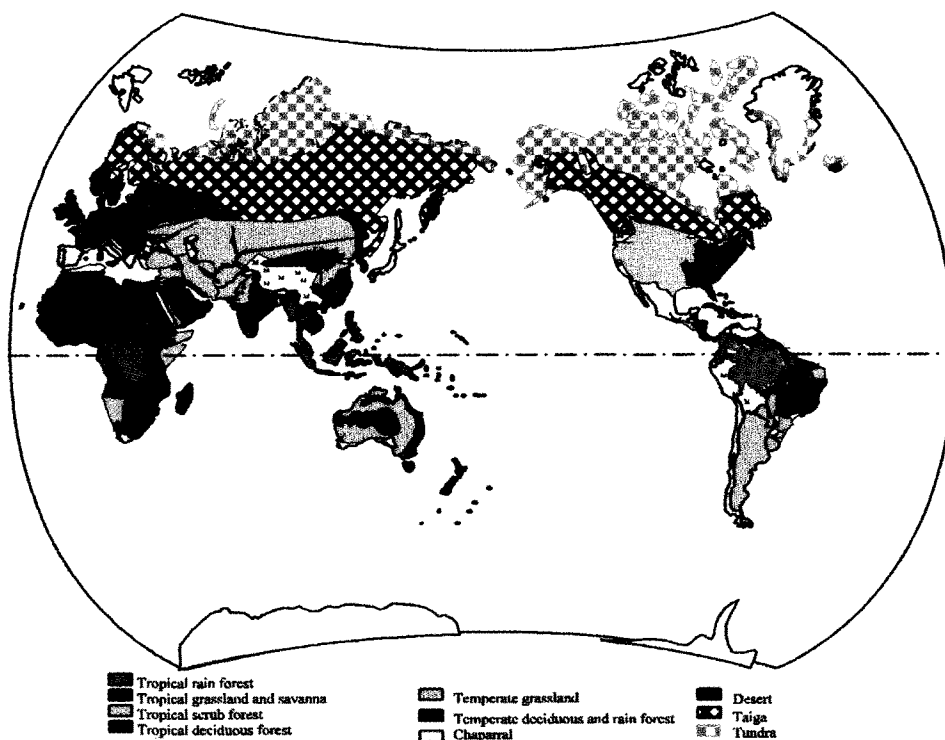 Tropical rain forest
Tropical grassland and savanna
Tropical scrub forest
Tropical deciduous forest
Temperate grassland
Temperate deciduous and rain forest
Chaparral
Desert
Taiga
Tundra